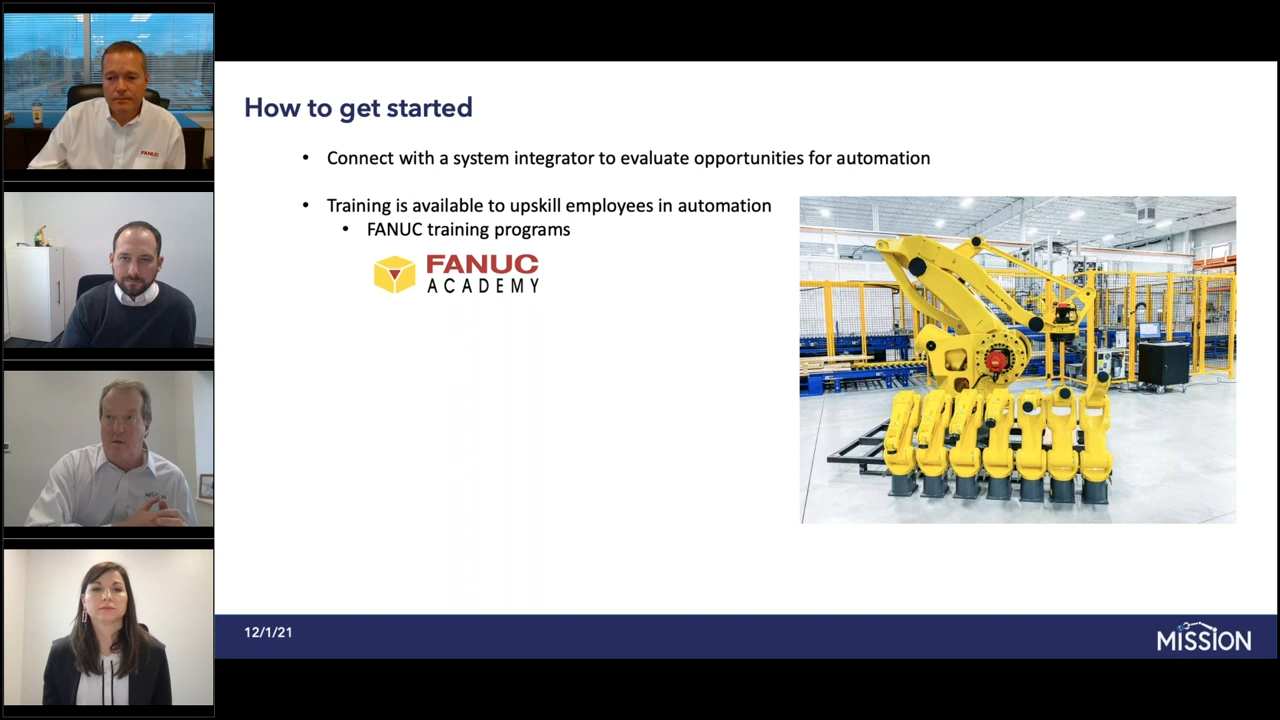 How to get started
• Connect with a system integrator to evaluate opportunities for automation
• Training is available to upskill employees in automation
• FANUC training programs
FANUC
ACADEMY
12/1/21
MISSION
FANUC